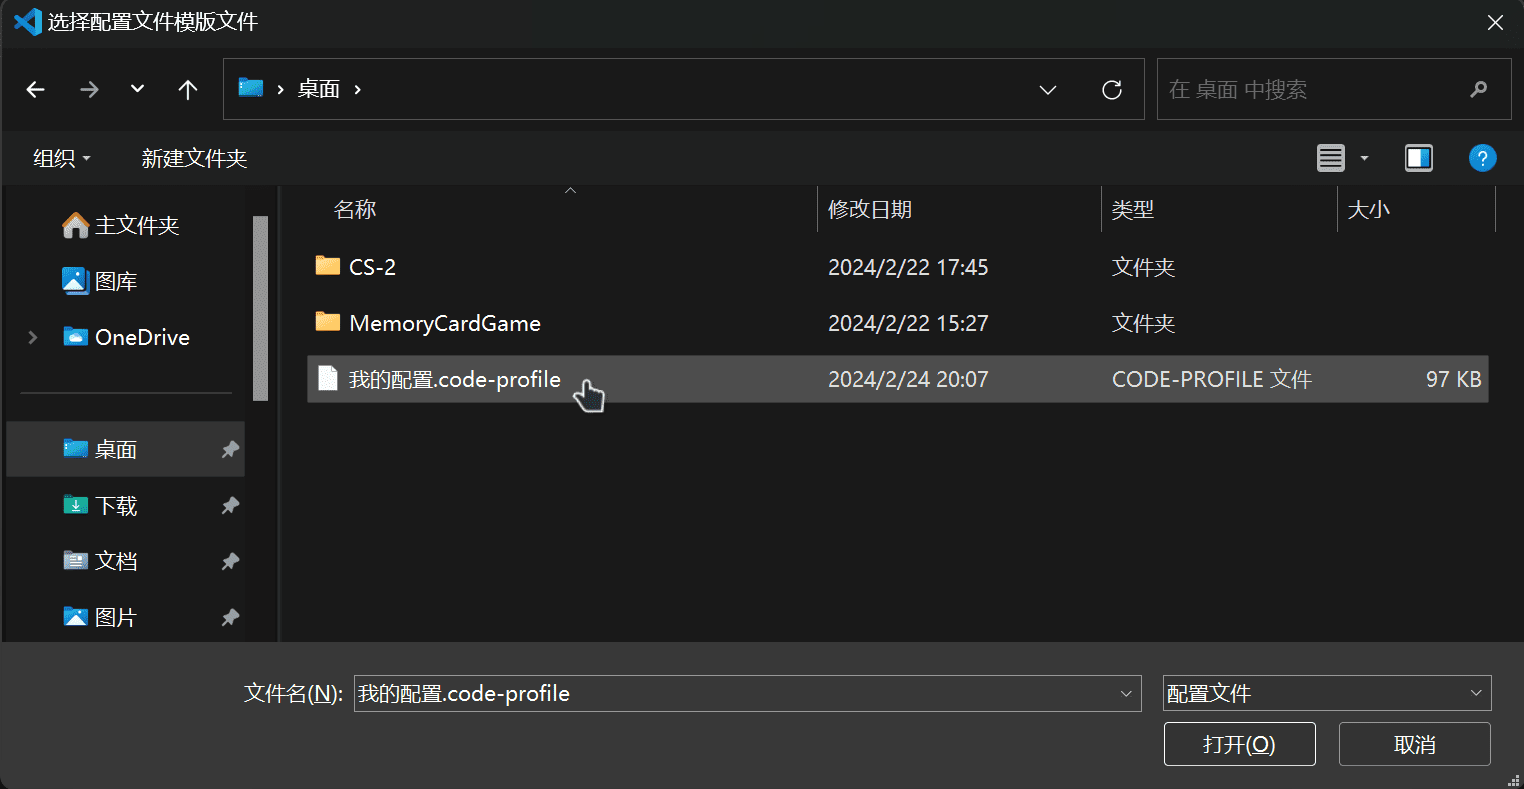 选择配置文件模版文件
桌面
在 桌面 中搜索
组织
新建文件夹
名称 修改日期 类型 大小
主文件夹
图库
OneDrive
桌面
下载
文档
图片
CS-2 2024/2/22 17:45 文件夹
MemoryCardGame 2024/2/22 15:27 文件夹
我的配置.code-profile 2024/2/24 20:07 CODE-PROFILE 文件 97 KB
文件名(N): 我的配置.code-profile 配置文件
打开(O) 取消